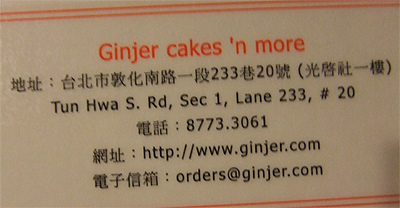 Ginjer cakes 'n more
地址：台北市敦化南路一段233巷20號 (光啓社一樓)
Tun Hwa S. Rd, Sec 1, Lane 233, # 20
電話：8773.3061
網址：http://www.ginjer.com
電子信箱：orders@ginjer.com